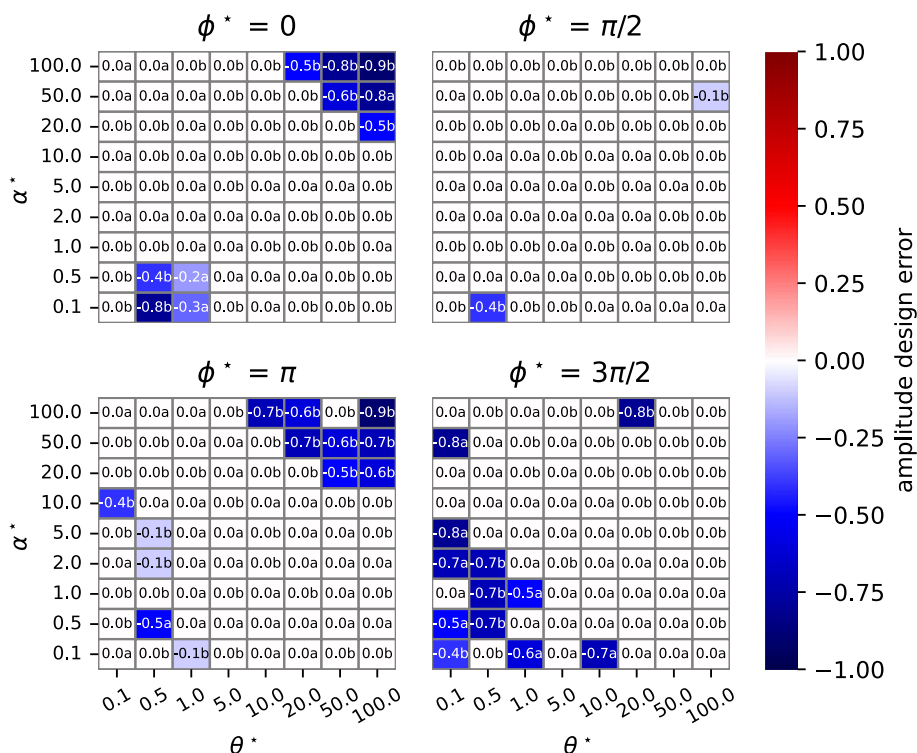 ϕ* = 0
ϕ* = π/2
100.0 0.0a 0.0a 0.0b 0.0b 0.0b -0.5b -0.8b -0.9b
50.0 0.0a 0.0a 0.0b 0.0a 0.0b 0.0b -0.6b -0.8a
20.0 0.0b 0.0b 0.0b 0.0a 0.0b 0.0b 0.0b -0.5b
10.0 0.0a 0.0a 0.0b 0.0a 0.0a 0.0a 0.0a 0.0b
5.0 0.0b 0.0b 0.0a 0.0b 0.0b 0.0a 0.0a 0.0b
2.0 0.0a 0.0a 0.0a 0.0a 0.0b 0.0a 0.0b 0.0a
1.0 0.0b 0.0b 0.0a 0.0a 0.0a 0.0a 0.0b 0.0a
0.5 0.0b -0.4b -0.2a 0.0a 0.0a 0.0a 0.0b 0.0b
0.1 0.0b -0.8b -0.3a 0.0a 0.0b 0.0a 0.0a 0.0b
α*
0.0b 0.0b 0.0a 0.0b 0.0b 0.0b 0.0b 0.0b
0.0a 0.0a 0.0b 0.0a 0.0a 0.0b 0.0b -0.1b
0.0b 0.0b 0.0b 0.0b 0.0b 0.0b 0.0b 0.0b
0.0a 0.0a 0.0a 0.0a 0.0a 0.0a 0.0a 0.0a
0.0b 0.0a 0.0b 0.0b 0.0a 0.0b 0.0b 0.0b
0.0a 0.0a 0.0a 0.0a 0.0a 0.0b 0.0a 0.0b
0.0a 0.0b 0.0b 0.0b 0.0b 0.0a 0.0b 0.0a
0.0b 0.0b 0.0b 0.0b 0.0a 0.0b 0.0b 0.0a
0.0b -0.4b 0.0b 0.0a 0.0b 0.0b 0.0a 0.0a
ϕ* = π
ϕ* = 3π/2
100.0 0.0a 0.0a 0.0a 0.0b -0.7b -0.6b 0.0b -0.9b
50.0 0.0b 0.0b 0.0a 0.0a 0.0b -0.7b -0.6b -0.7b
20.0 0.0b 0.0b 0.0a 0.0a 0.0a 0.0b -0.5b -0.6b
10.0 -0.4b 0.0a 0.0a 0.0a 0.0a 0.0a 0.0b 0.0b
5.0 0.0b -0.1b 0.0a 0.0a 0.0a 0.0b 0.0b 0.0b
2.0 0.0a -0.1b 0.0a 0.0a 0.0a 0.0a 0.0b 0.0a
1.0 0.0b 0.0b 0.0b 0.0b 0.0a 0.0a 0.0b 0.0b
0.5 0.0b -0.5a 0.0b 0.0a 0.0a 0.0a 0.0b 0.0a
0.1 0.0a 0.0b -0.1b 0.0b 0.0b 0.0a 0.0a 0.0a
α*
0.1 0.5 1.0 5.0 10.0 20.0 50.0 100.0
θ*
0.0a 0.0b 0.0b 0.0b 0.0b -0.8b 0.0b 0.0b
-0.8a 0.0a 0.0a 0.0b 0.0b 0.0b 0.0b 0.0b
0.0a 0.0a 0.0a 0.0b 0.0b 0.0b 0.0b 0.0b
0.0a 0.0a 0.0a 0.0a 0.0a 0.0a 0.0b 0.0b
-0.8a 0.0a 0.0a 0.0b 0.0b 0.0b 0.0b 0.0b
-0.7a -0.7b 0.0b 0.0a 0.0b 0.0a 0.0b 0.0a
0.0a -0.7b -0.5a 0.0b 0.0a 0.0b 0.0b 0.0b
-0.5a -0.7b 0.0a 0.0a 0.0b 0.0a 0.0a 0.0a
-0.4b 0.0b -0.6a 0.0b -0.7a 0.0b 0.0b 0.0b
0.1 0.5 1.0 5.0 10.0 20.0 50.0 100.0
θ*
1.00
0.75
0.50
0.25
0.00
−0.25
−0.50
−0.75
−1.00
amplitude design error